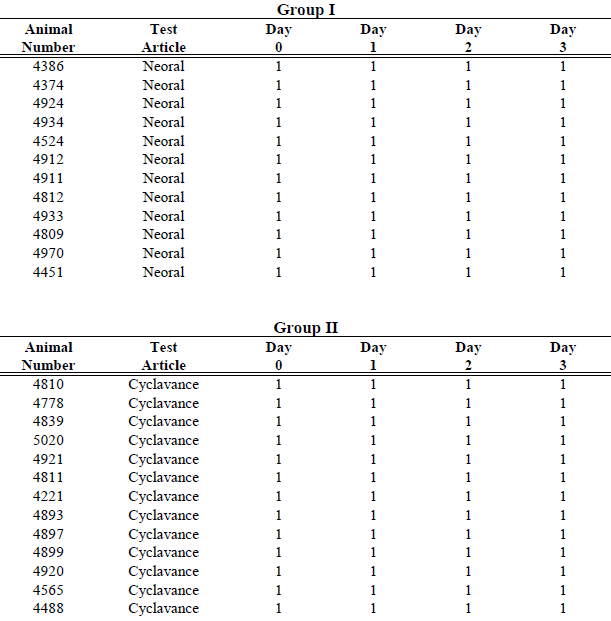 Group I
Animal Test Day Day Day Day
Number Article 0 1 2 3
4386 Neoral 1 1 1 1
4374 Neoral 1 1 1 1
4924 Neoral 1 1 1 1
4934 Neoral 1 1 1 1
4524 Neoral 1 1 1 1
4912 Neoral 1 1 1 1
4911 Neoral 1 1 1 1
4812 Neoral 1 1 1 1
4933 Neoral 1 1 1 1
4809 Neoral 1 1 1 1
4970 Neoral 1 1 1 1
4451 Neoral 1 1 1 1
Group II
Animal Test Day Day Day Day
Number Article 0 1 2 3
4810 Cyclavance 1 1 1 1
4778 Cyclavance 1 1 1 1
4839 Cyclavance 1 1 1 1
5020 Cyclavance 1 1 1 1
4921 Cyclavance 1 1 1 1
4811 Cyclavance 1 1 1 1
4221 Cyclavance 1 1 1 1
4893 Cyclavance 1 1 1 1
4897 Cyclavance 1 1 1 1
4899 Cyclavance 1 1 1 1
4920 Cyclavance 1 1 1 1
4565 Cyclavance 1 1 1 1
4488 Cyclavance 1 1 1 1